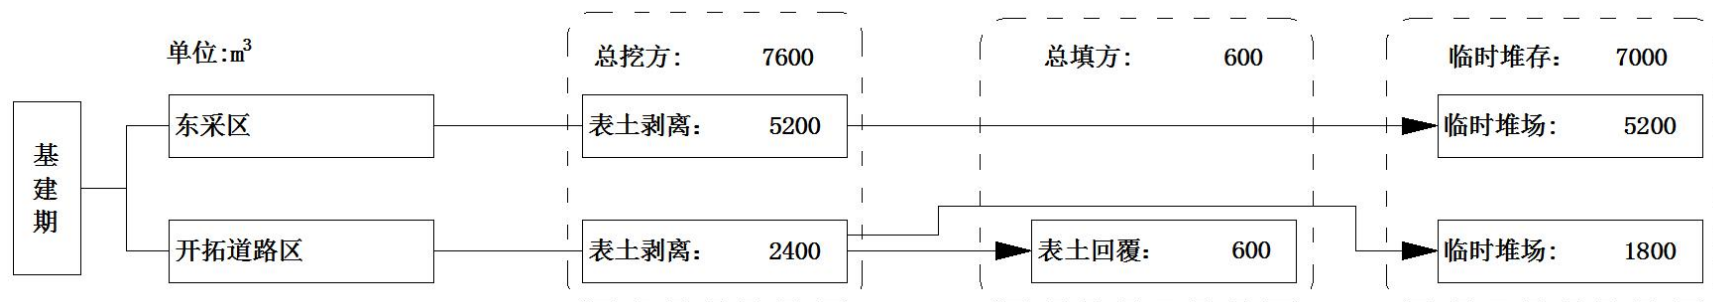 单位:m³
总挖方: 7600
总填方: 600
临时堆存: 7000
基建期
东采区
表土剥离: 5200
临时堆场: 5200
开拓道路区
表土剥离: 2400
表土回覆: 600
临时堆场: 1800